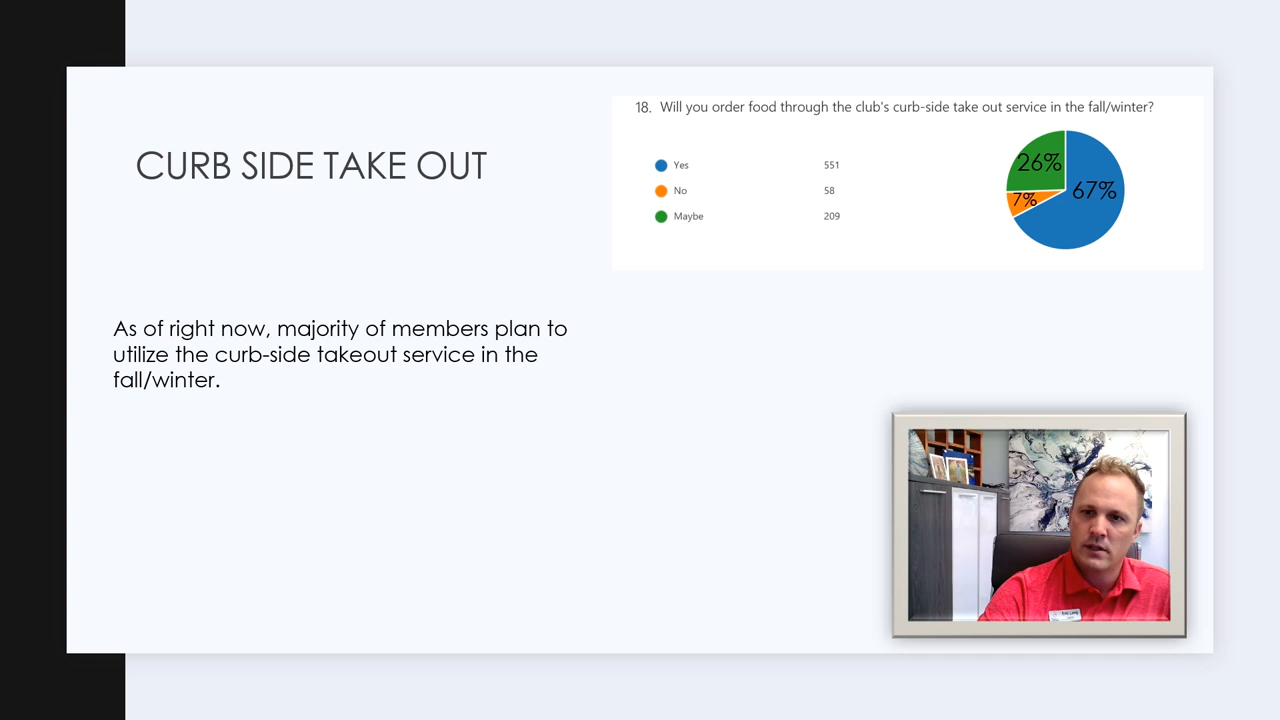 CURB SIDE TAKE OUT
18. Will you order food through the club's curb-side take out service in the fall/winter?
Yes 551
No 58
Maybe 209
26%
67%
7%
As of right now, majority of members plan to
utilize the curb-side takeout service in the
fall/winter.